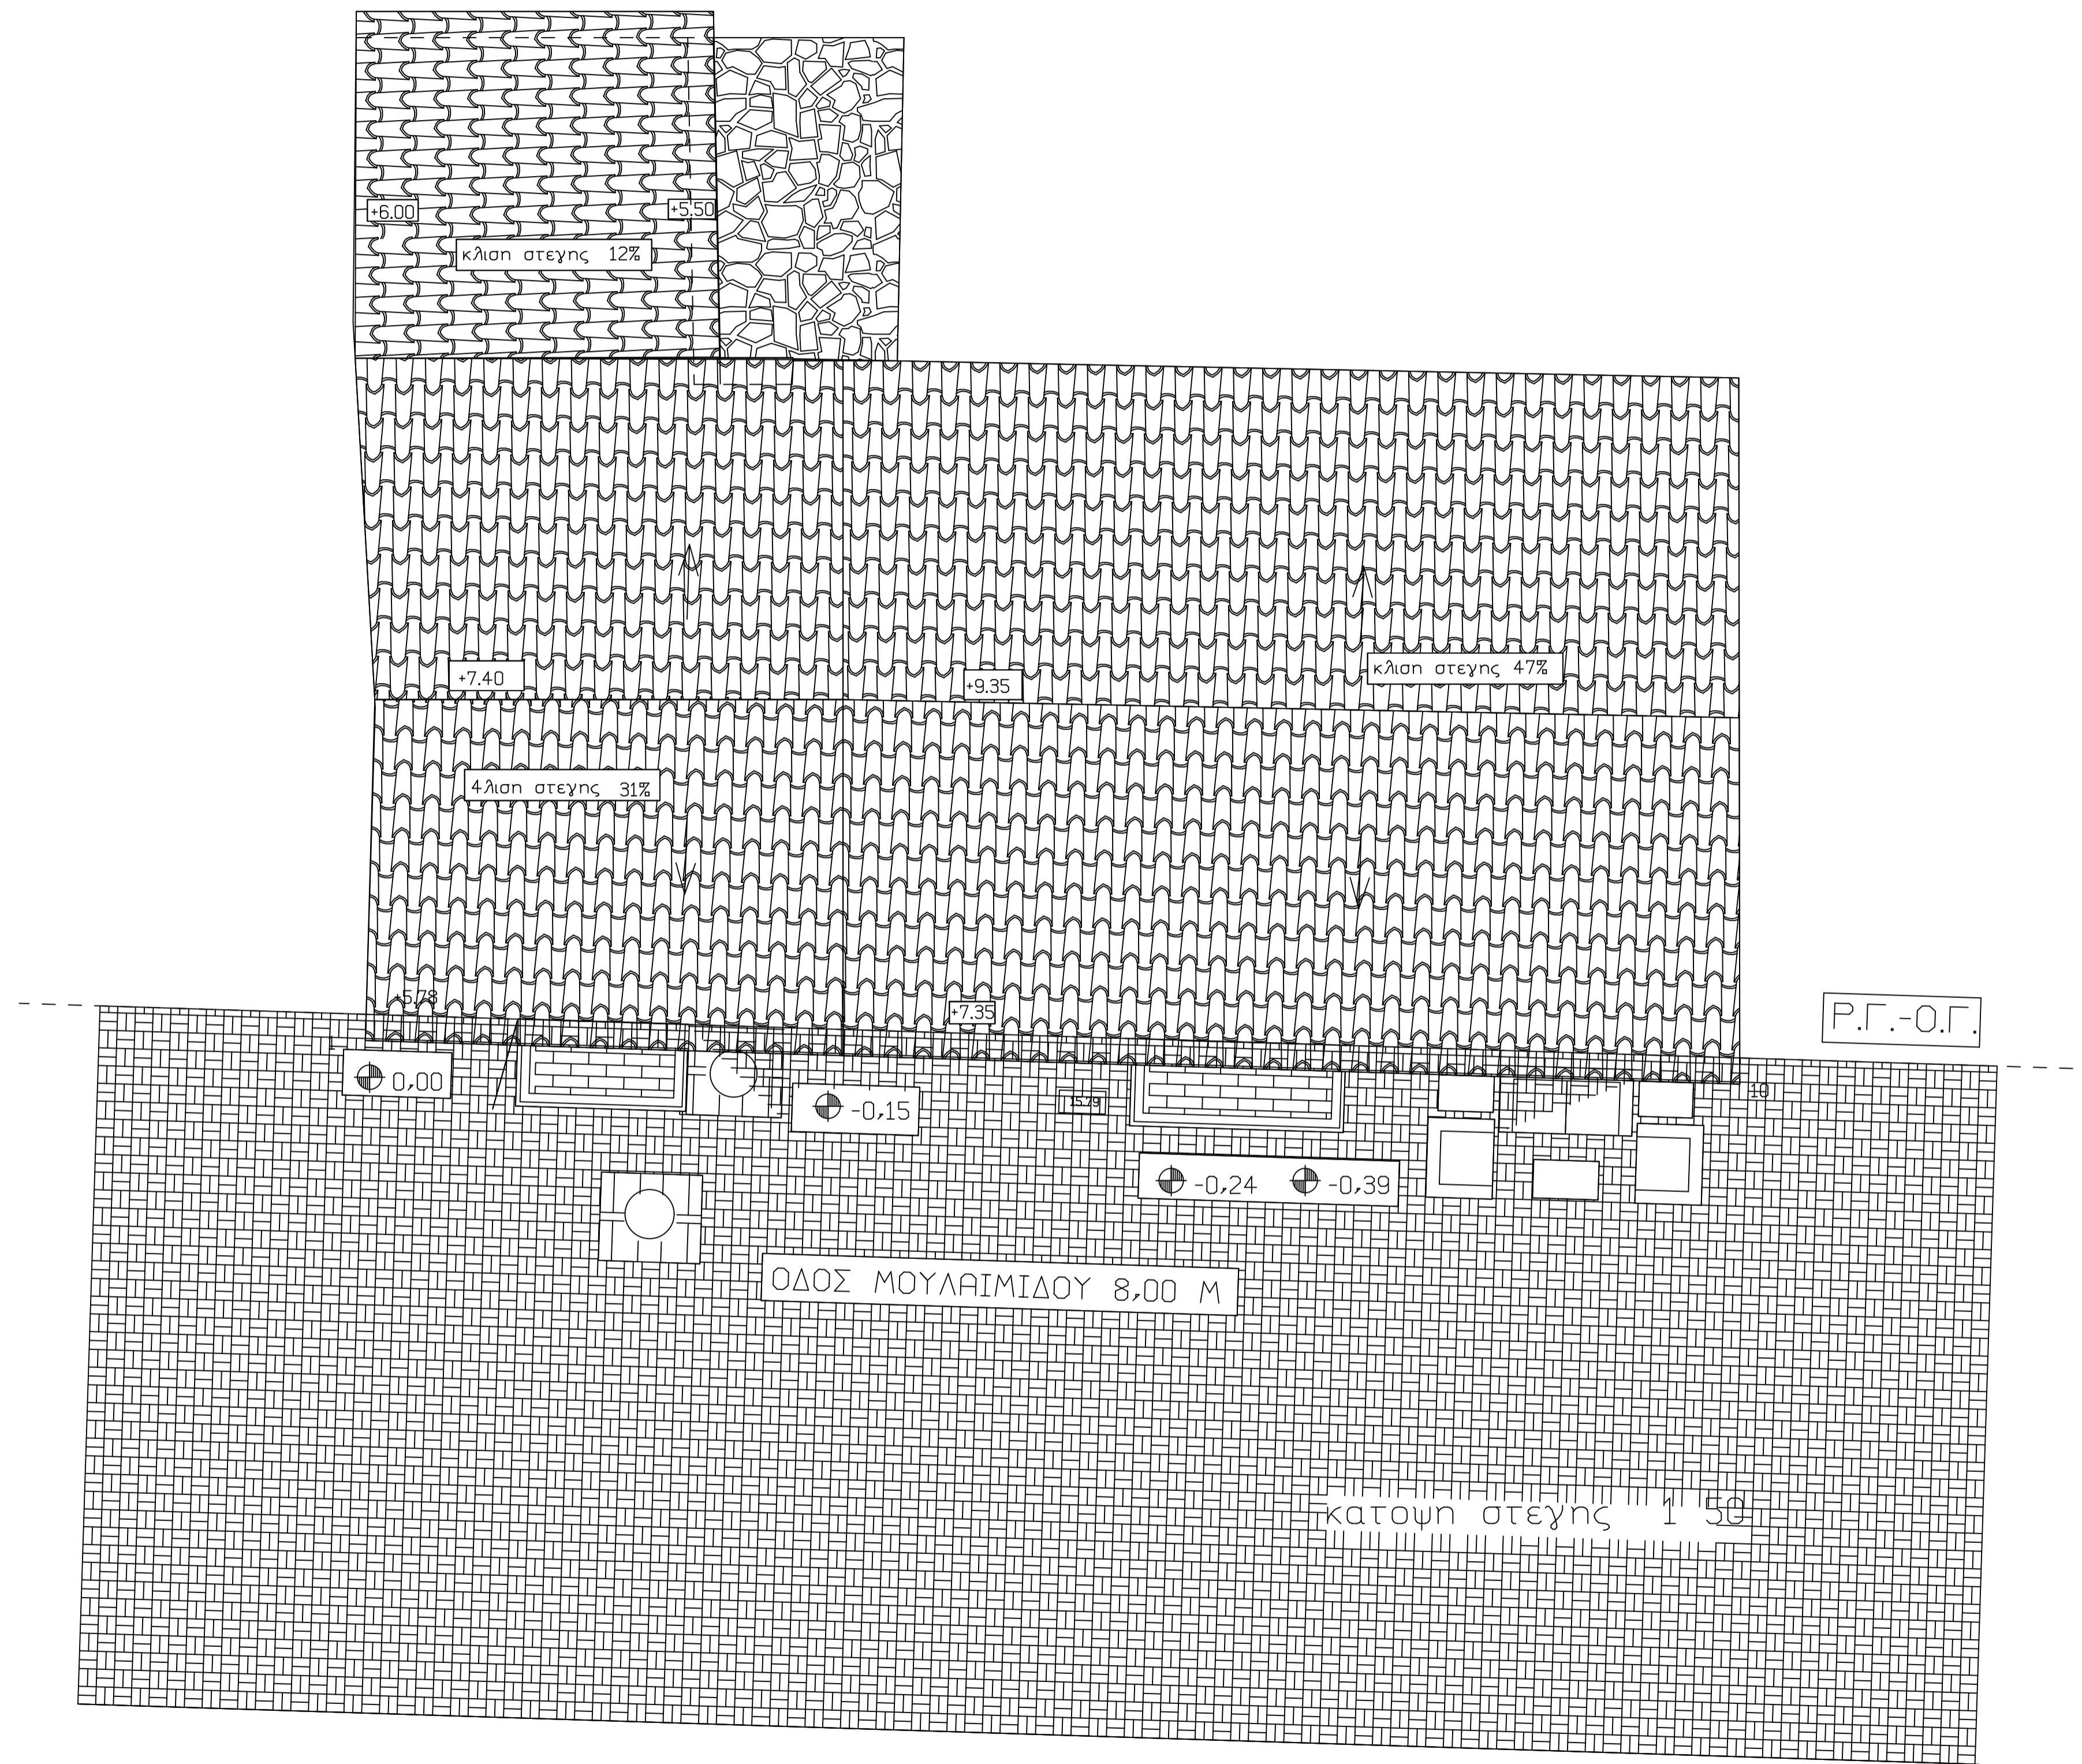 +6.00
+5.50
κλιση στεγης 12%
+7.40
+9.35
κλιση στεγης 47%
4λιση στεγης 31%
+5.78
+7.35
Ρ.Γ.-Ο.Γ.
0,00
-0,15
15.79
10
-0,24
-0,39
ΟΔΟΣ ΜΟΥΛΑΙΜΙΔΟΥ 8,00 Μ
κατοψη στεγης 1 50